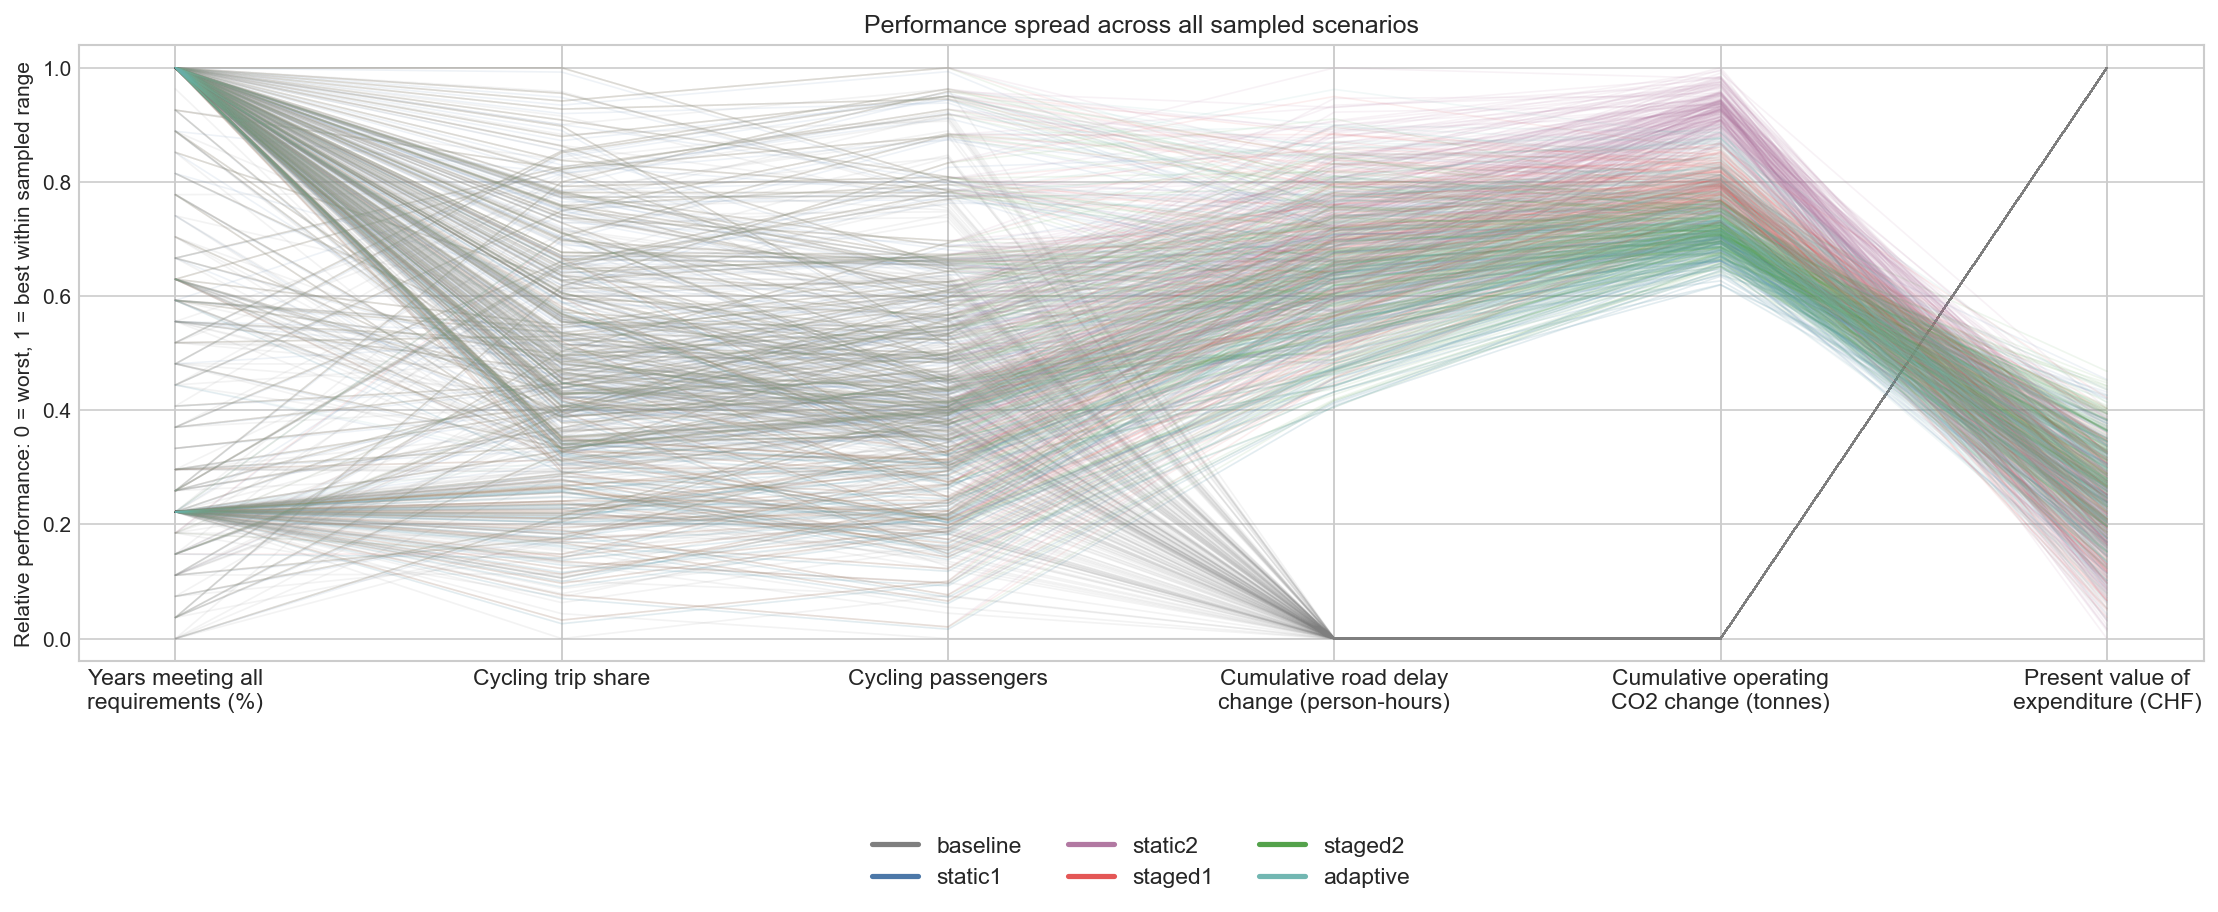 Performance spread across all sampled scenarios
Relative performance: 0 = worst, 1 = best within sampled range
1.0
0.8
0.6
0.4
0.2
0.0
Years meeting all
requirements (%)
Cycling trip share
Cycling passengers
Cumulative road delay
change (person-hours)
Cumulative operating
CO2 change (tonnes)
Present value of
expenditure (CHF)
baseline
static1
static2
staged1
staged2
adaptive